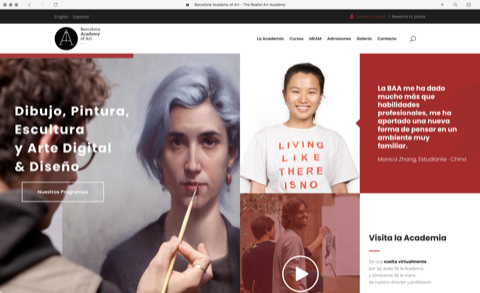 Barcelona Academy of Art - The Realist Art Academy
English Español
Reserva tu plaza
Barcelona
Academy
of Art
La Academia Cursos MEAM Admisiones Galería Contacto
Dibujo, Pintura,
Escultura
y Arte Digital
& Diseño
Nuestros Programas
LIVING
LIKE
THERE
IS NO
La BAA me ha dado
mucho más que
habilidades
profesionales, me ha
aportado una nueva
forma de pensar en un
ambiente muy
familiar.
Monica Zhang, Estudiante · China
Visita la Academia
Da una vuelta virtualmente
por las aulas de la Academia
y conócenos de la mano
de nuestro director y profesores